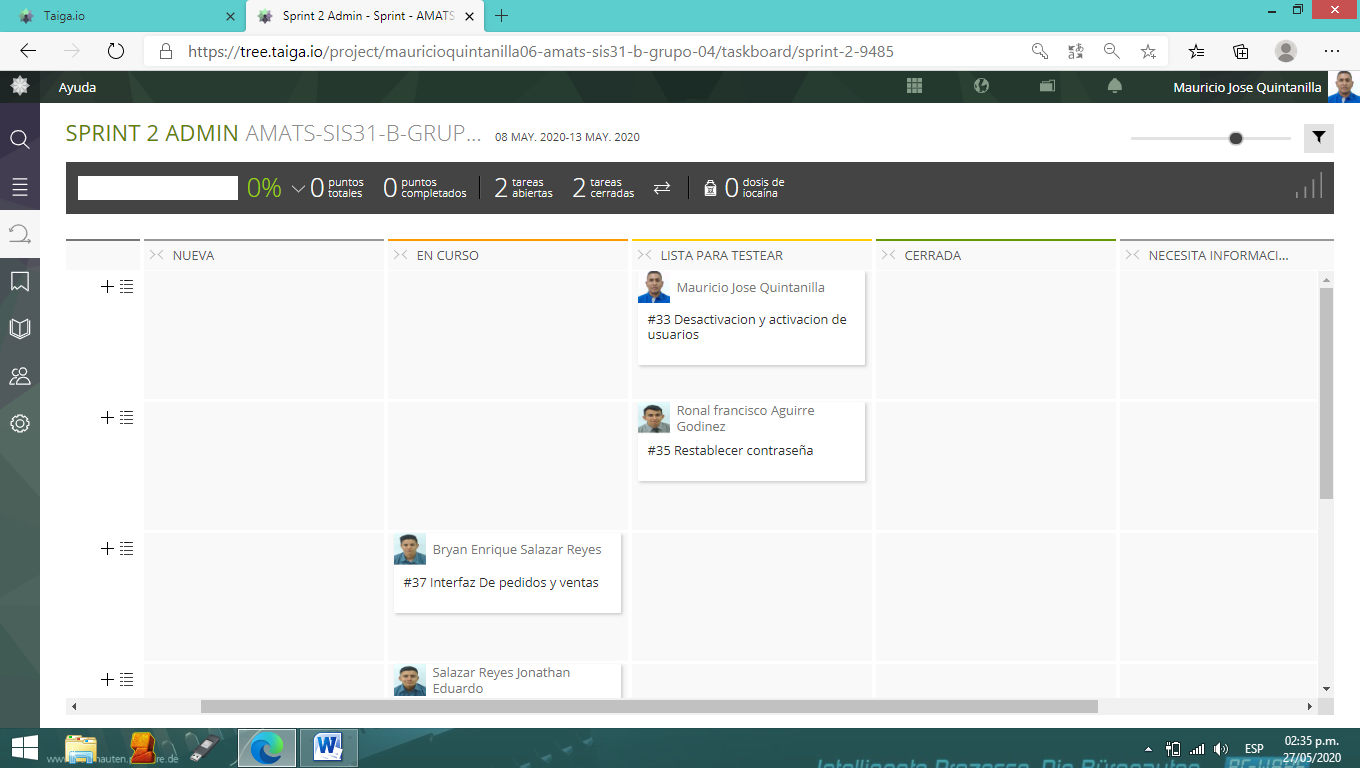 Taiga.io
Sprint 2 Admin - Sprint - AMATS
https://tree.taiga.io/project/mauricioquintanilla06-amats-sis31-b-grupo-04/taskboard/sprint-2-9485
Ayuda
Mauricio Jose Quintanilla
SPRINT 2 ADMIN AMATS-SIS31-B-GRUP... 08 MAY. 2020-13 MAY. 2020
0% 0 puntos totales 0 puntos completados 2 tareas abiertas 2 tareas cerradas 0 dosis de iocaína
NUEVA EN CURSO LISTA PARA TESTEAR CERRADA NECESITA INFORMACI...
Mauricio Jose Quintanilla
#33 Desactivacion y activacion de
usuarios
Ronal francisco Aguirre
Godinez
#35 Restablecer contraseña
Bryan Enrique Salazar Reyes
#37 Interfaz De pedidos y ventas
Salazar Reyes Jonathan
Eduardo
ESP
02:35 p.m.
27/05/2020